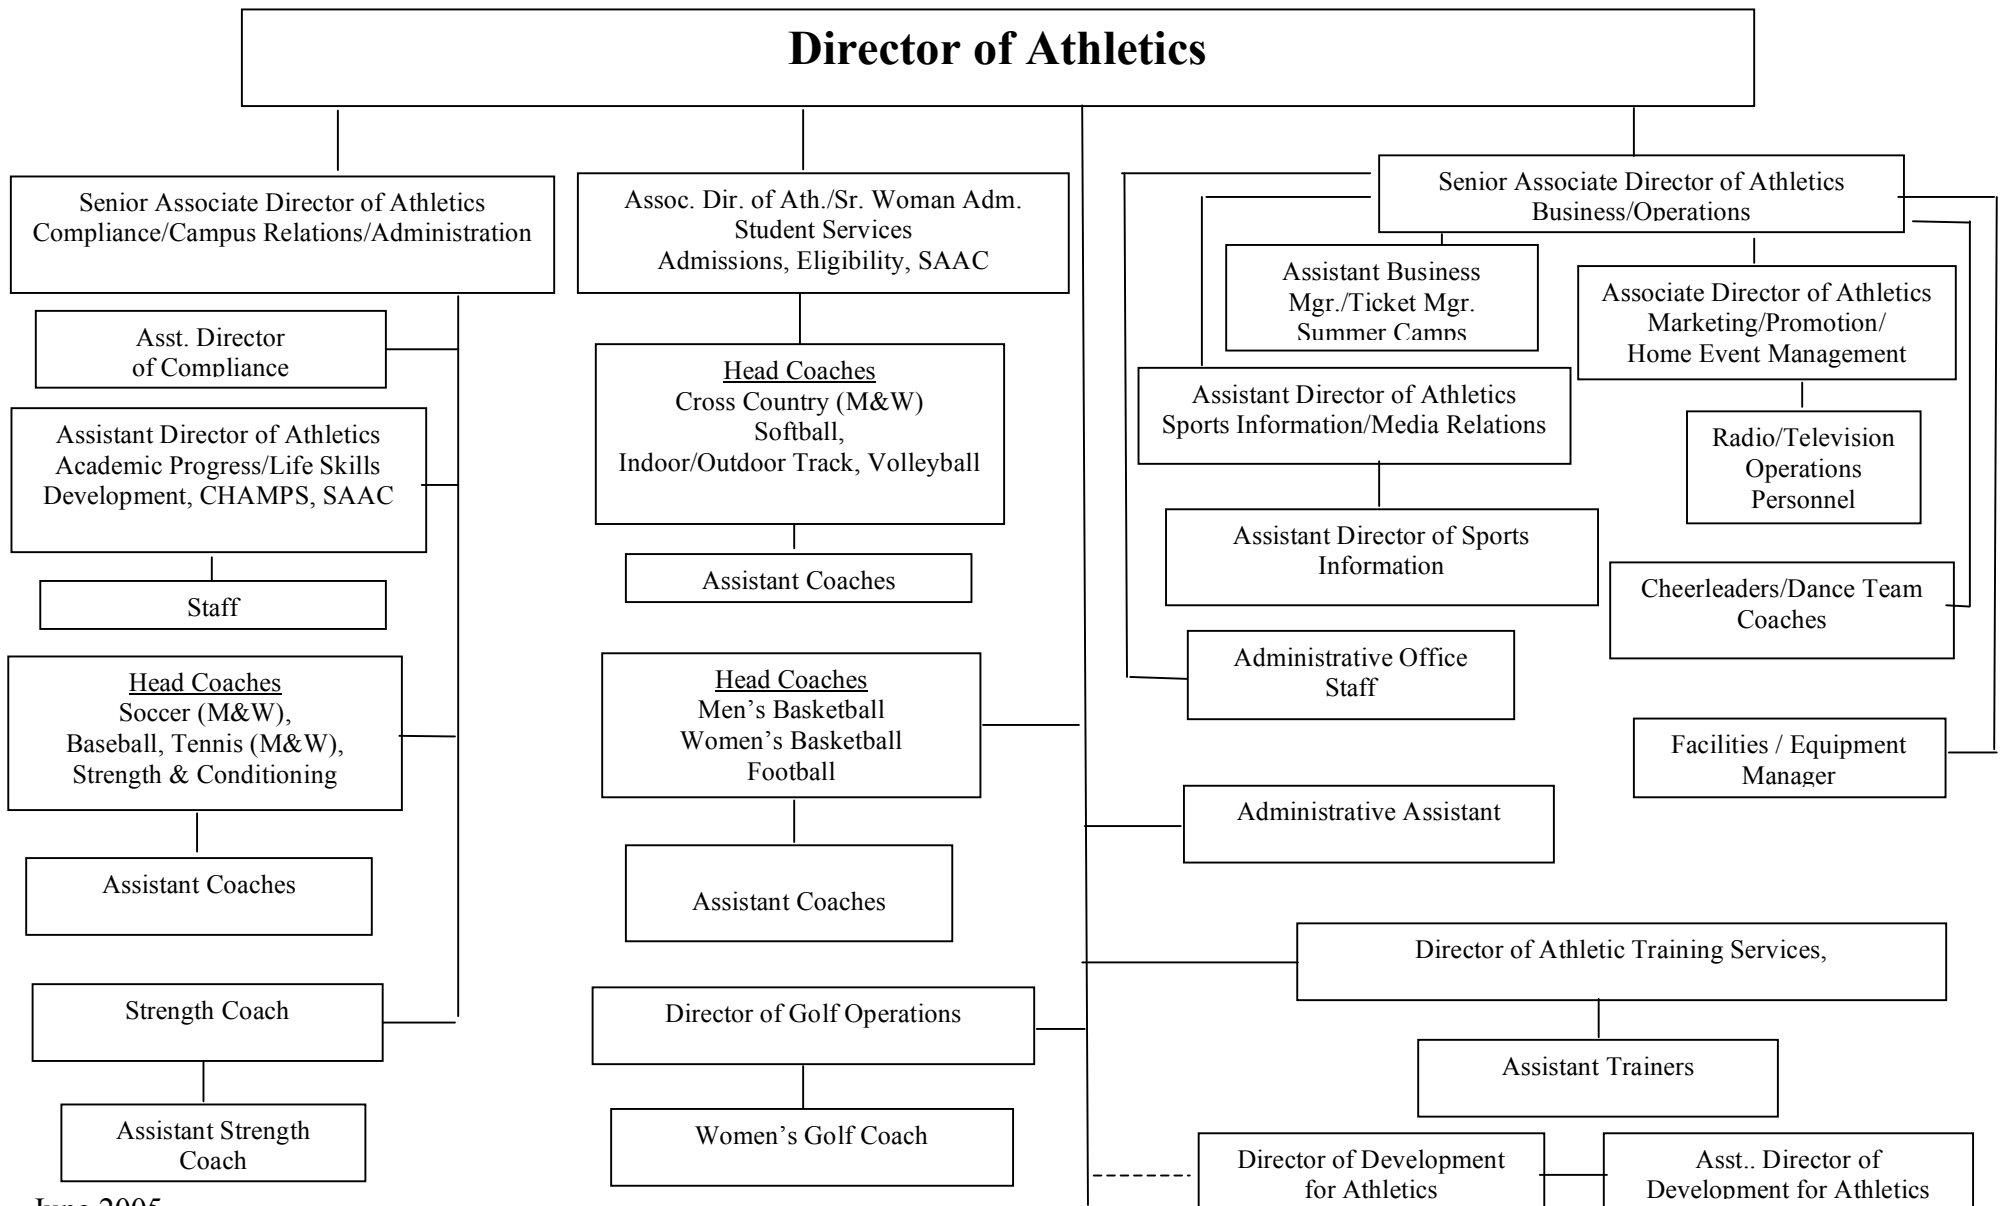 Director of Athletics
Senior Associate Director of Athletics
Compliance/Campus Relations/Administration
Asst. Director
of Compliance
Assistant Director of Athletics
Academic Progress/Life Skills
Development, CHAMPS, SAAC
Staff
Head Coaches
Soccer (M&W),
Baseball, Tennis (M&W),
Strength & Conditioning
Assistant Coaches
Strength Coach
Assistant Strength
Coach
Assoc. Dir. of Ath./Sr. Woman Adm.
Student Services
Admissions, Eligibility, SAAC
Head Coaches
Cross Country (M&W)
Softball,
Indoor/Outdoor Track, Volleyball
Assistant Coaches
Head Coaches
Men’s Basketball
Women’s Basketball
Football
Assistant Coaches
Director of Golf Operations
Women’s Golf Coach
Senior Associate Director of Athletics
Business/Operations
Assistant Business
Mgr./Ticket Mgr.
Summer Camps
Associate Director of Athletics
Marketing/Promotion/
Home Event Management
Assistant Director of Athletics
Sports Information/Media Relations
Radio/Television
Operations
Personnel
Assistant Director of Sports
Information
Cheerleaders/Dance Team
Coaches
Administrative Office
Staff
Facilities / Equipment
Manager
Administrative Assistant
Director of Athletic Training Services,
Assistant Trainers
Director of Development
for Athletics
Asst.. Director of
Development for Athletics
June 2005